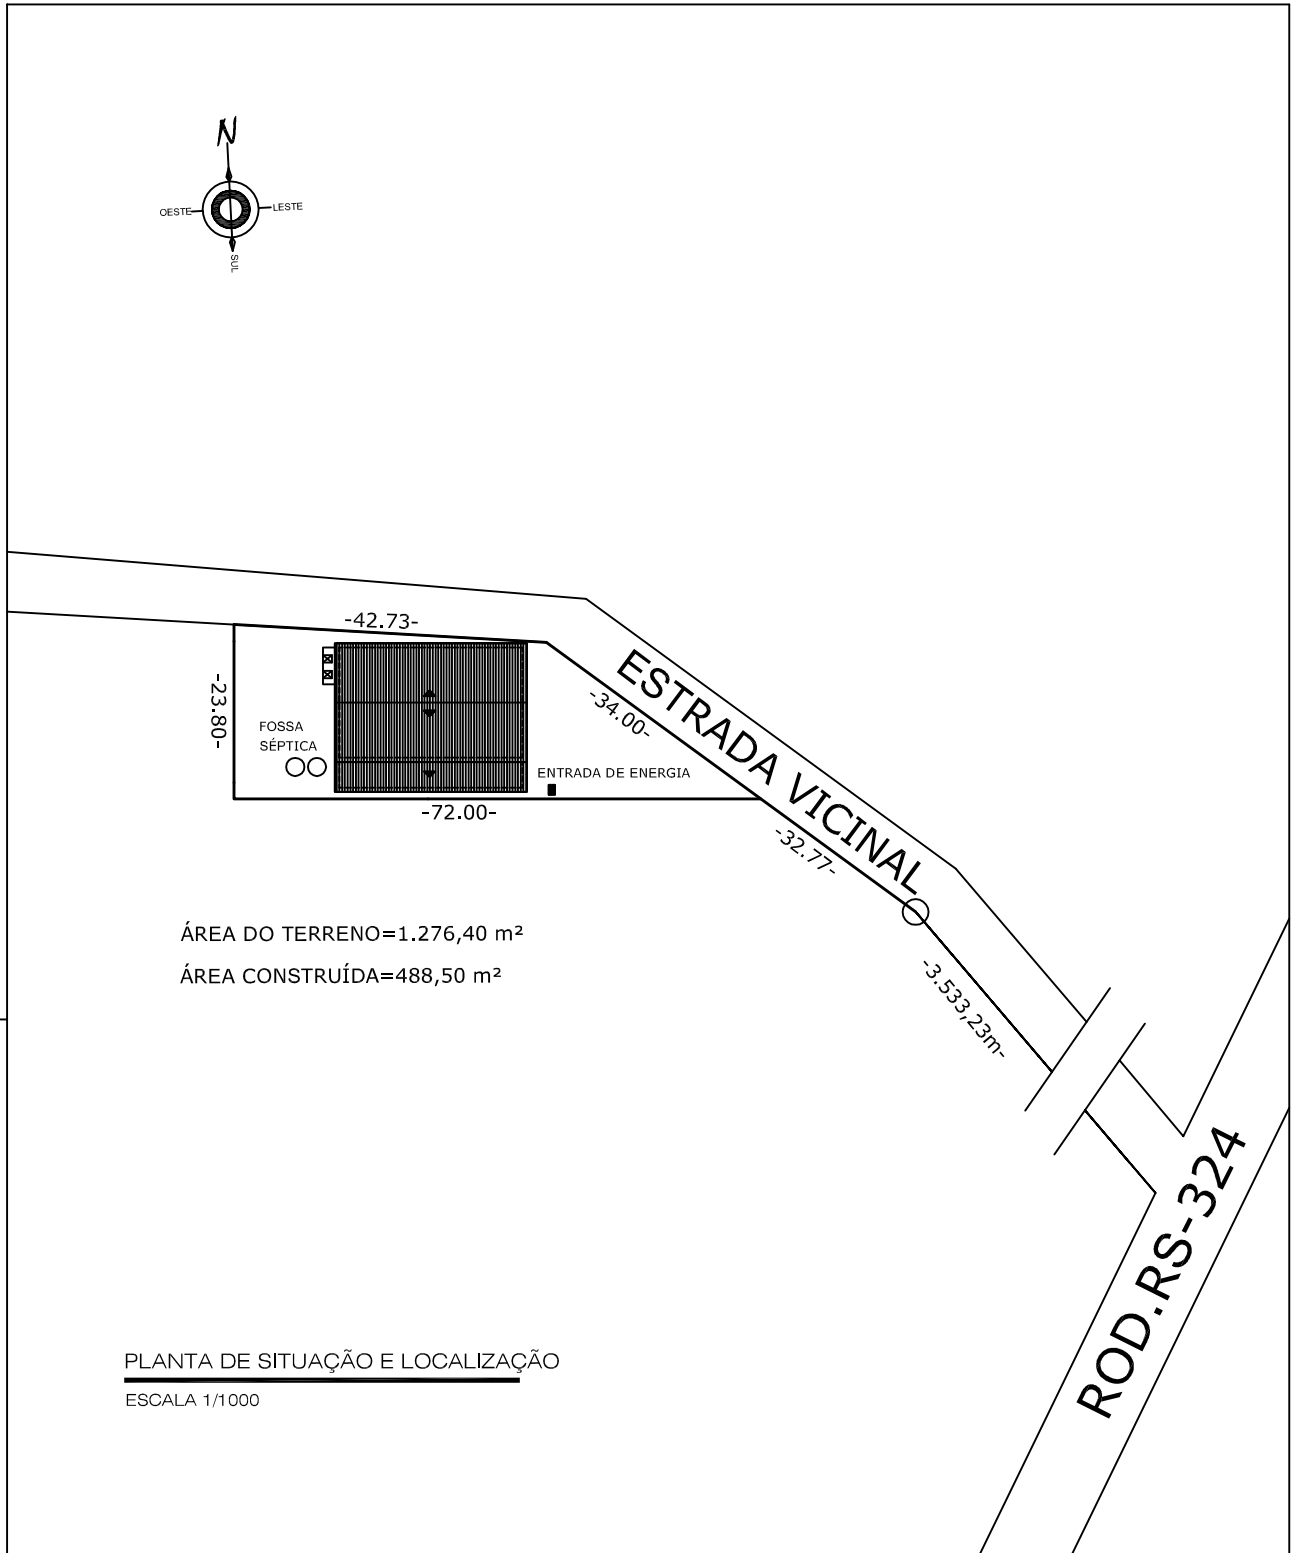 N
OESTE
LESTE
SUL
-42.73-
-23.80-
-34.00-
ESTRADA VICINAL
FOSSA
SÉPTICA
ENTRADA DE ENERGIA
-72.00-
-32.77-
ÁREA DO TERRENO=1.276,40 m²
ÁREA CONSTRUÍDA=488,50 m²
-3.533,23m-
ROD.RS-324
PLANTA DE SITUAÇÃO E LOCALIZAÇÃO
ESCALA 1/1000